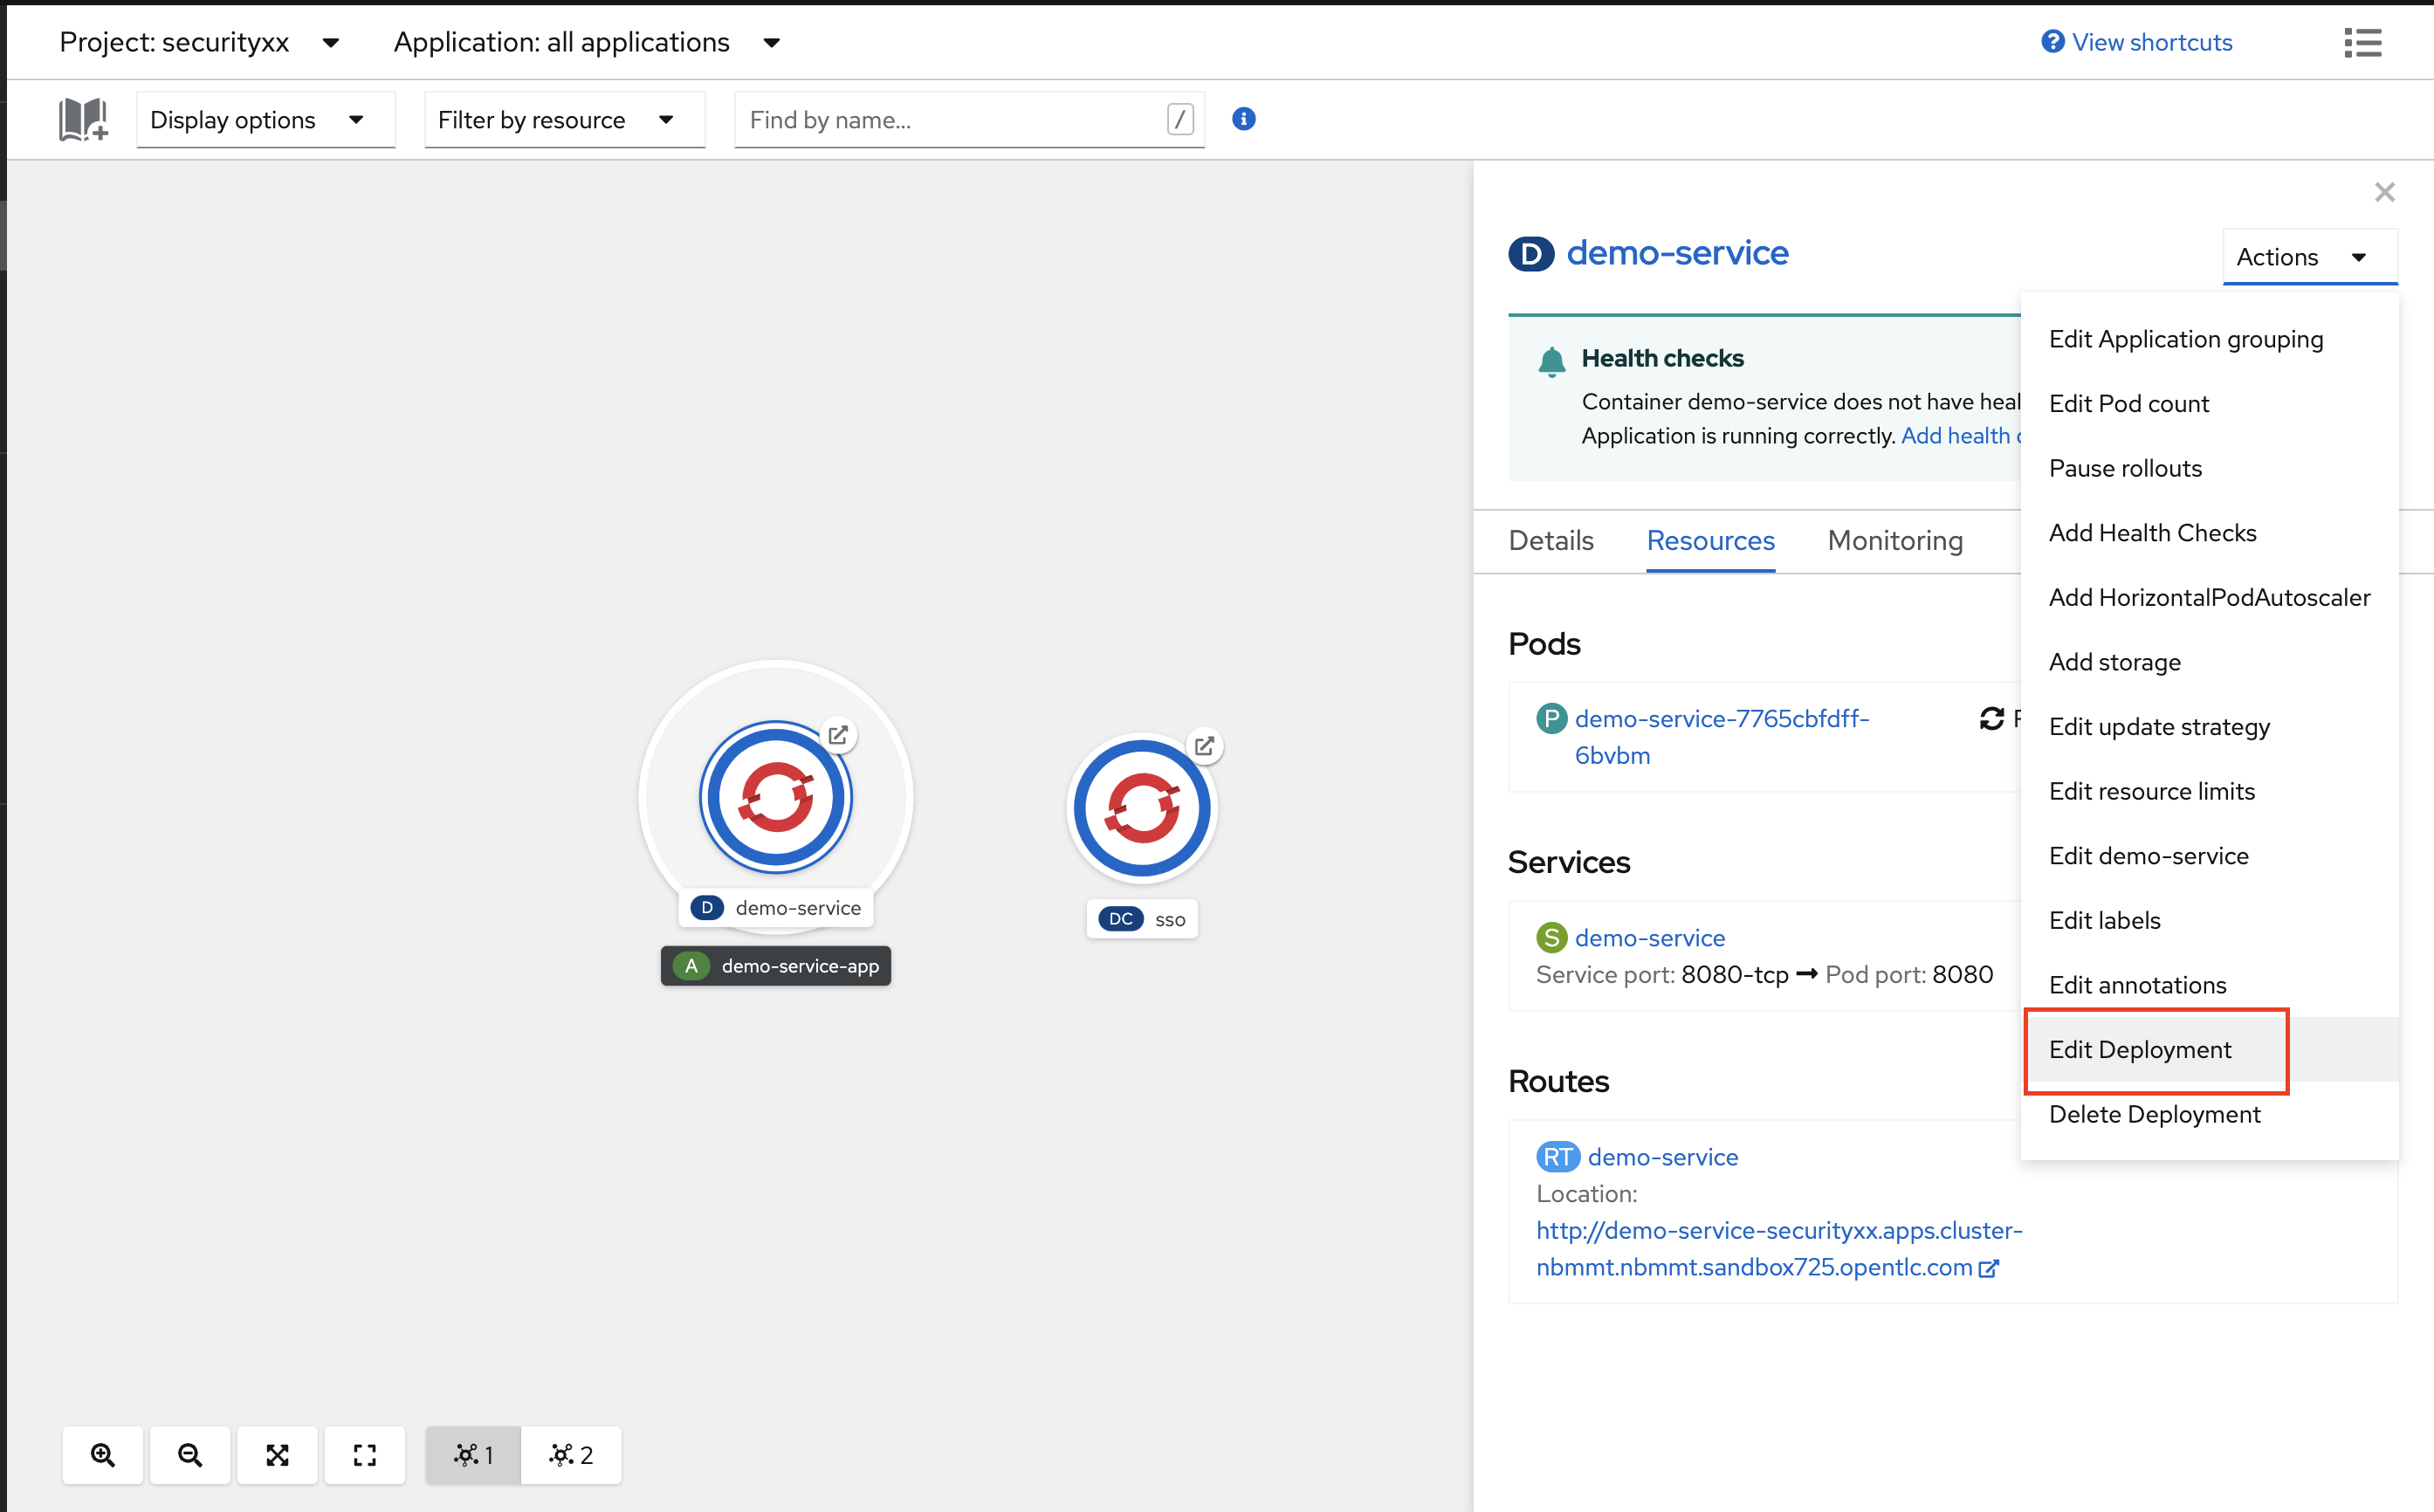 Project: securityxx
Application: all applications
View shortcuts
Display options
Filter by resource
Find by name...
/
demo-service
D demo-service
A demo-service-app
DC sso
1
2
D demo-service
Actions
Health checks
Container demo-service does not have heal
Application is running correctly. Add health
Details
Resources
Monitoring
Pods
P demo-service-7765cbfdff-
6bvbm
Services
S demo-service
Service port: 8080-tcp ➞ Pod port: 8080
Routes
RT demo-service
Location:
http://demo-service-securityxx.apps.cluster-
nbmmt.nbmmt.sandbox725.opentlc.com
Edit Application grouping
Edit Pod count
Pause rollouts
Add Health Checks
Add HorizontalPodAutoscaler
Add storage
Edit update strategy
Edit resource limits
Edit demo-service
Edit labels
Edit annotations
Edit Deployment
Delete Deployment